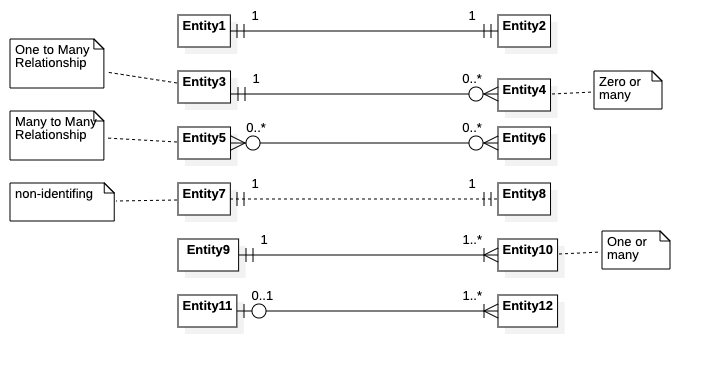 Entity1
1
1
Entity2
One to Many
Relationship
Entity3
1
0..*
Entity4
Zero or
many
Many to Many
Relationship
Entity5
0..*
0..*
Entity6
non-identifing
Entity7
1
1
Entity8
Entity9
1
1..*
Entity10
One or
many
Entity11
0..1
1..*
Entity12